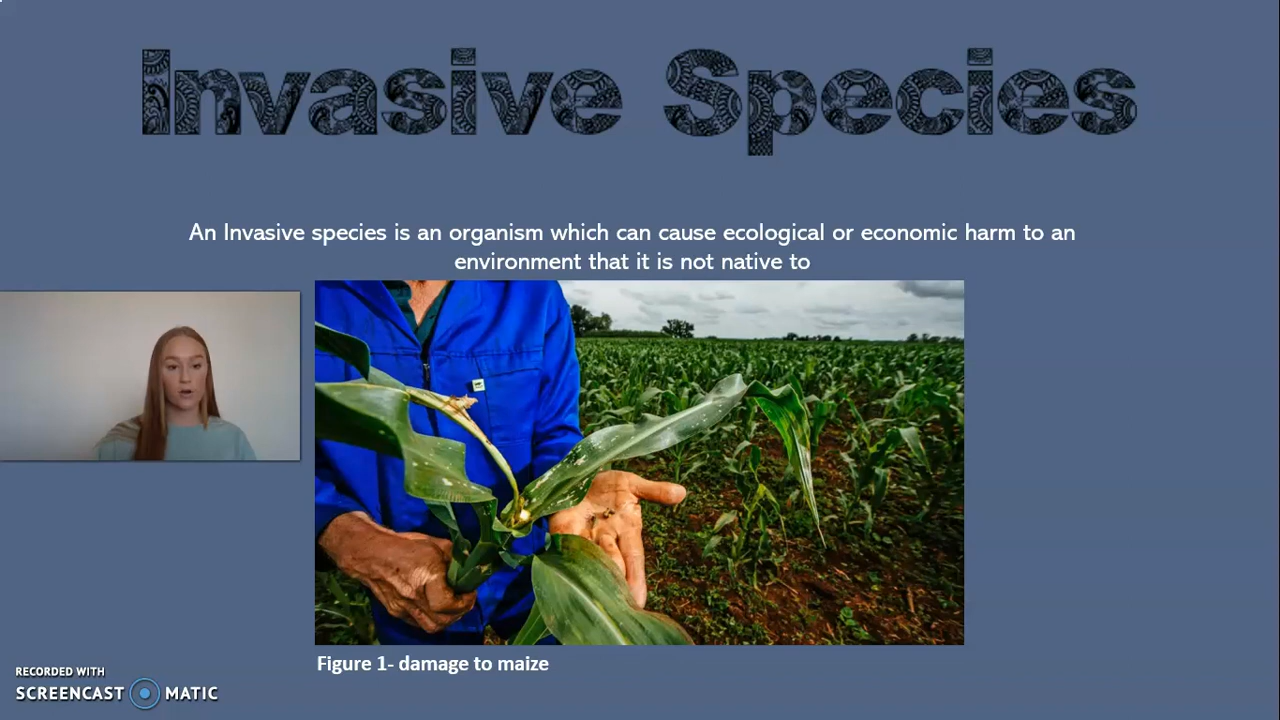 Invasive Species
An Invasive species is an organism which can cause ecological or economic harm to an
environment that it is not native to
Figure 1- damage to maize
RECORDED WITH
SCREENCAST MATIC